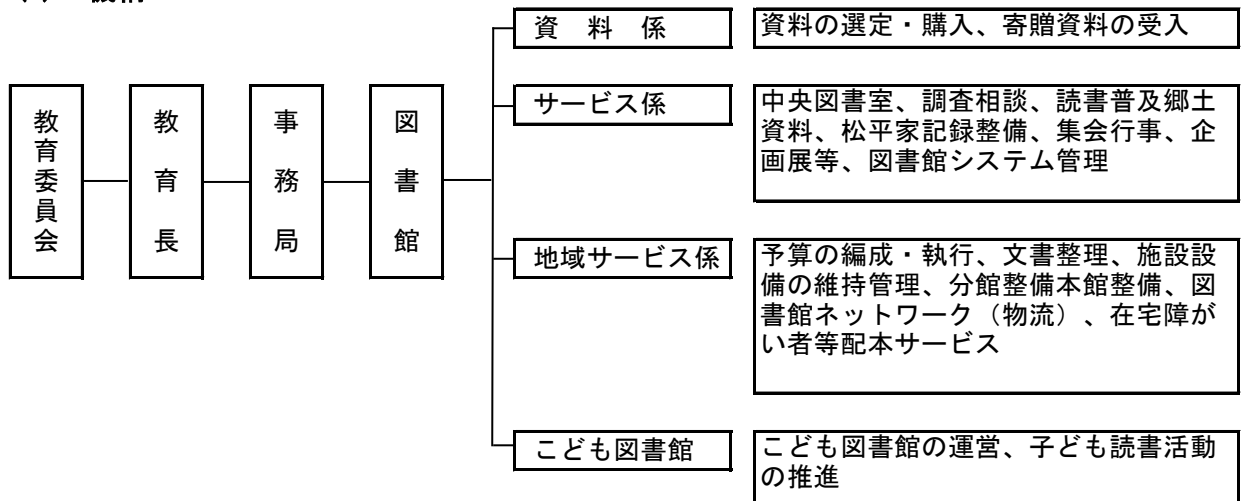 教育委員会
教育長
事務局
図書館
資　料　係
資料の選定・購入、寄贈資料の受入
サービス係
中央図書室、調査相談、読書普及郷土
資料、松平家記録整備、集会行事、企
画展等、図書館システム管理
地域サービス係
予算の編成・執行、文書整理、施設設
備の維持管理、分館整備本館整備、図
書館ネットワーク（物流）、在宅障が
い者等配本サービス
こども図書館
こども図書館の運営、子ども読書活動
の推進